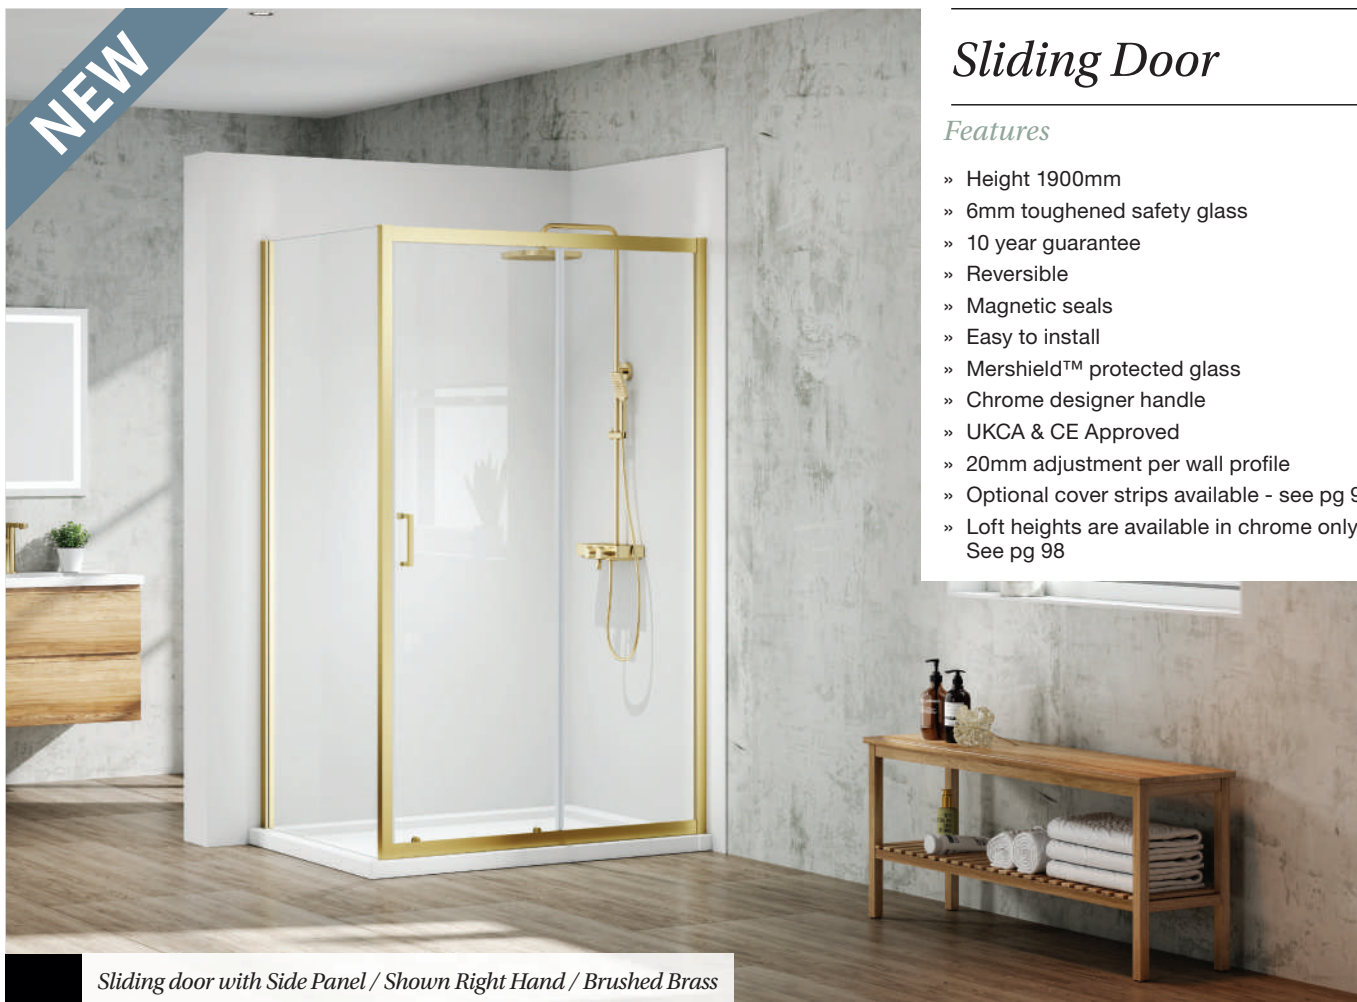 NEW
Sliding Door
Features
» Height 1900mm
» 6mm toughened safety glass
» 10 year guarantee
» Reversible
» Magnetic seals
» Easy to install
» Mershield™ protected glass
» Chrome designer handle
» UKCA & CE Approved
» 20mm adjustment per wall profile
» Optional cover strips available - see pg
» Loft heights are available in chrome only
See pg 98
Sliding door with Side Panel / Shown Right Hand / Brushed Brass